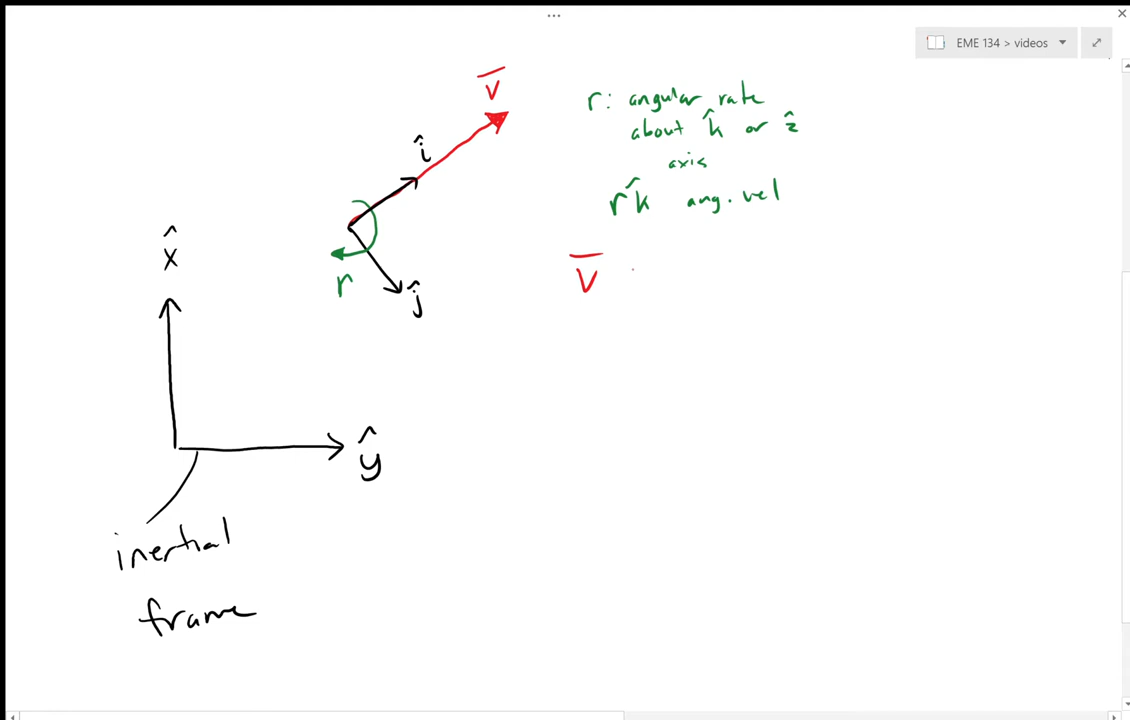 EME 134 > videos
V̅
r: angular rate
about k̂ or ẑ
axis
r k̂ ang. vel
î
x̂
r
ĵ
V̅
ŷ
inertial
frame